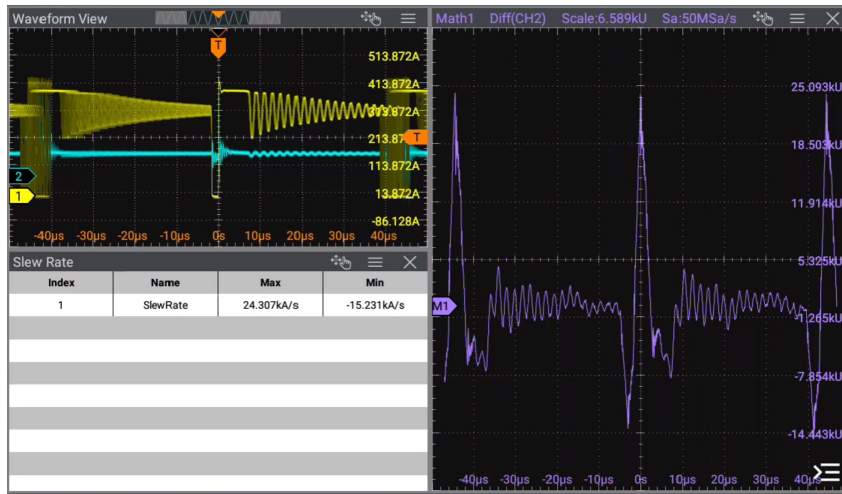 Waveform View
T
513.872A
413.872A
313.872A
213.87
T
113.872A
2
1
13.872A
-86.128A
-40µs -30µs -20µs -10µs 0s 10µs 20µs 30µs 40µs
Slew Rate
Index Name Max Min
1 SlewRate 24.307kA/s -15.231kA/s
Math1 Diff(CH2) Scale:6.589kU Sa:50MSa/s
25.093kU
18.503kU
11.914kU
5.325kU
M1
-1.265kU
-7.854kU
-14.443kU
-40µs -30µs -20µs -10µs 0s 10µs 20µs 30µs 40µs